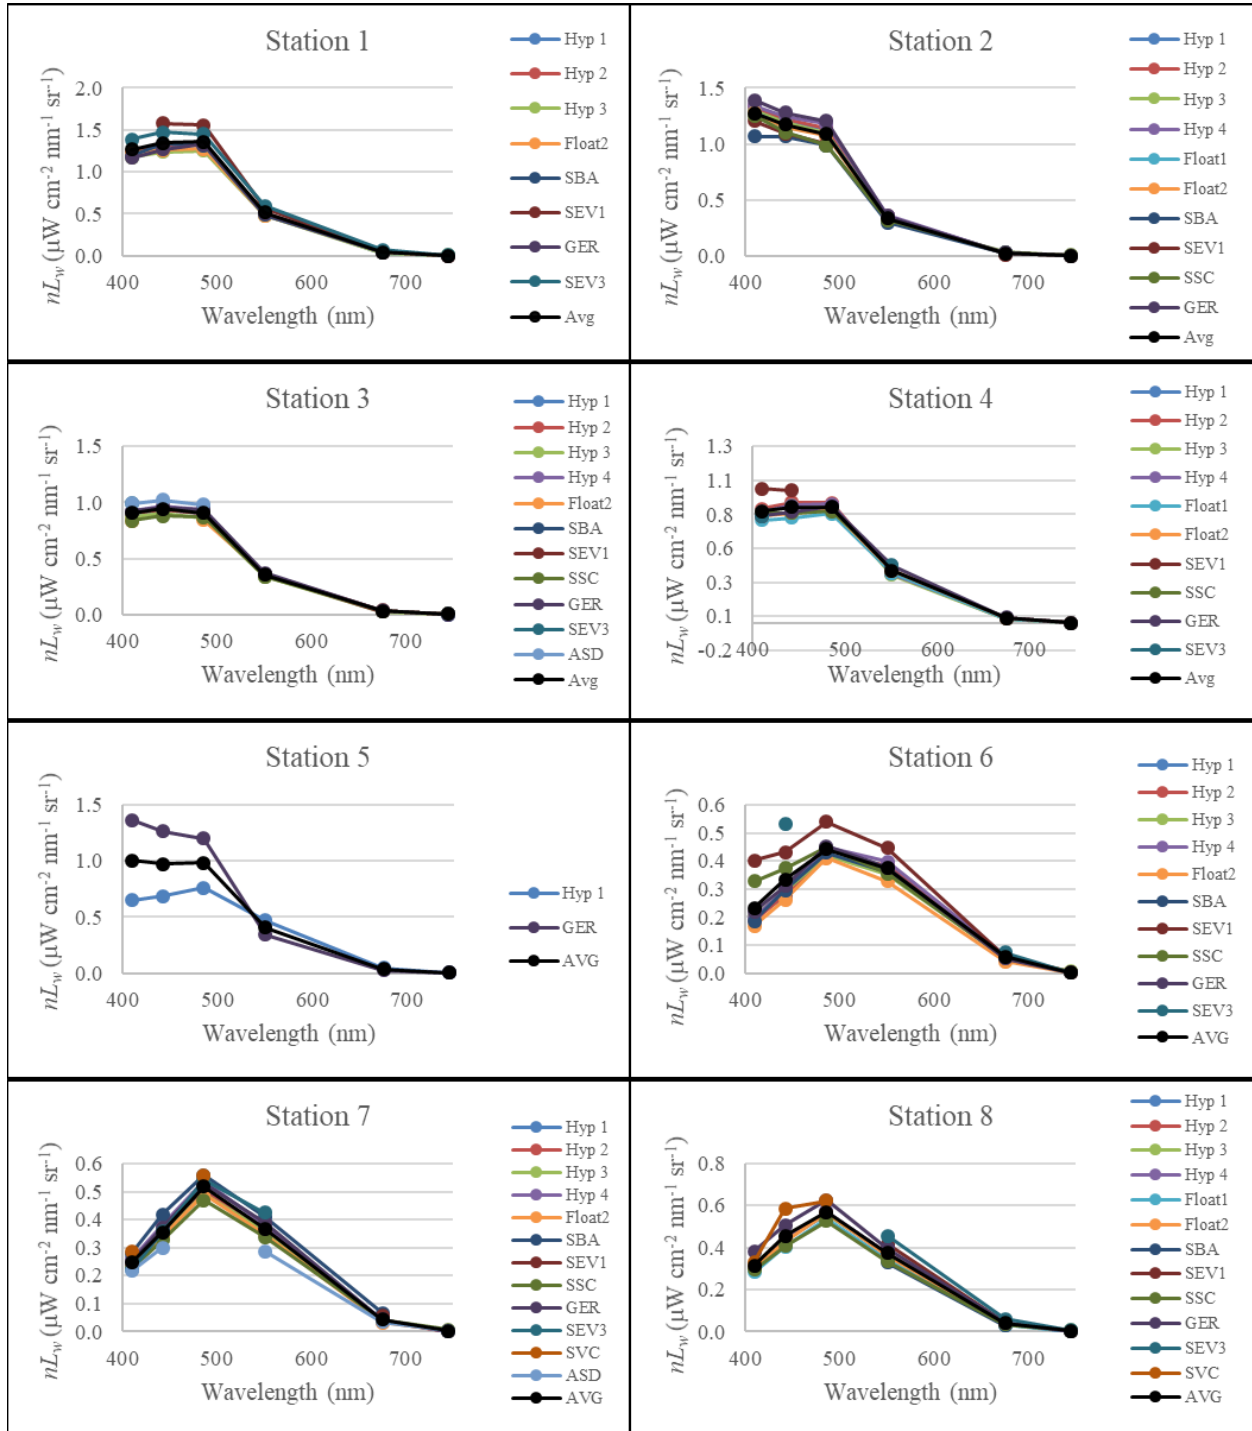 Station 1
nLw (µW cm-2 nm-1 sr-1)
2.0
1.5
1.0
0.5
0.0
400
500
600
700
Wavelength (nm)
Hyp 1
Hyp 2
Hyp 3
Float2
SBA
SEV1
GER
SEV3
Avg
Station 2
nLw (µW cm-2 nm-1 sr-1)
1.5
1.0
0.5
0.0
400
500
600
700
Wavelength (nm)
Hyp 1
Hyp 2
Hyp 3
Hyp 4
Float1
Float2
SBA
SEV1
SSC
GER
Avg
Station 3
nLw (µW cm-2 nm-1 sr-1)
1.5
1.0
0.5
0.0
400
500
600
700
Wavelength (nm)
Hyp 1
Hyp 2
Hyp 3
Hyp 4
Float2
SBA
SEV1
SSC
GER
SEV3
ASD
Avg
Station 4
nLw (µW cm-2 nm-1 sr-1)
1.3
1.1
0.8
0.6
0.3
0.1
-0.2
400
500
600
700
Wavelength (nm)
Hyp 1
Hyp 2
Hyp 3
Hyp 4
Float1
Float2
SEV1
SSC
GER
SEV3
Avg
Station 5
nLw (µW cm-2 nm-1 sr-1)
1.5
1.0
0.5
0.0
400
500
600
700
Wavelength (nm)
Hyp 1
GER
AVG
Station 6
nLw (µW cm-2 nm-1 sr-1)
0.6
0.5
0.4
0.3
0.2
0.1
0.0
400
500
600
700
Wavelength (nm)
Hyp 1
Hyp 2
Hyp 3
Hyp 4
Float2
SBA
SEV1
SSC
GER
SEV3
AVG
Station 7
nLw (µW cm-2 nm-1 sr-1)
0.6
0.5
0.4
0.3
0.2
0.1
0.0
400
500
600
700
Wavelength (nm)
Hyp 1
Hyp 2
Hyp 3
Hyp 4
Float2
SBA
SEV1
SSC
GER
SEV3
SVC
ASD
AVG
Station 8
nLw (µW cm-2 nm-1 sr-1)
0.8
0.6
0.4
0.2
0.0
400
500
600
700
Wavelength (nm)
Hyp 1
Hyp 2
Hyp 3
Hyp 4
Float1
Float2
SBA
SEV1
SSC
GER
SEV3
SVC
AVG